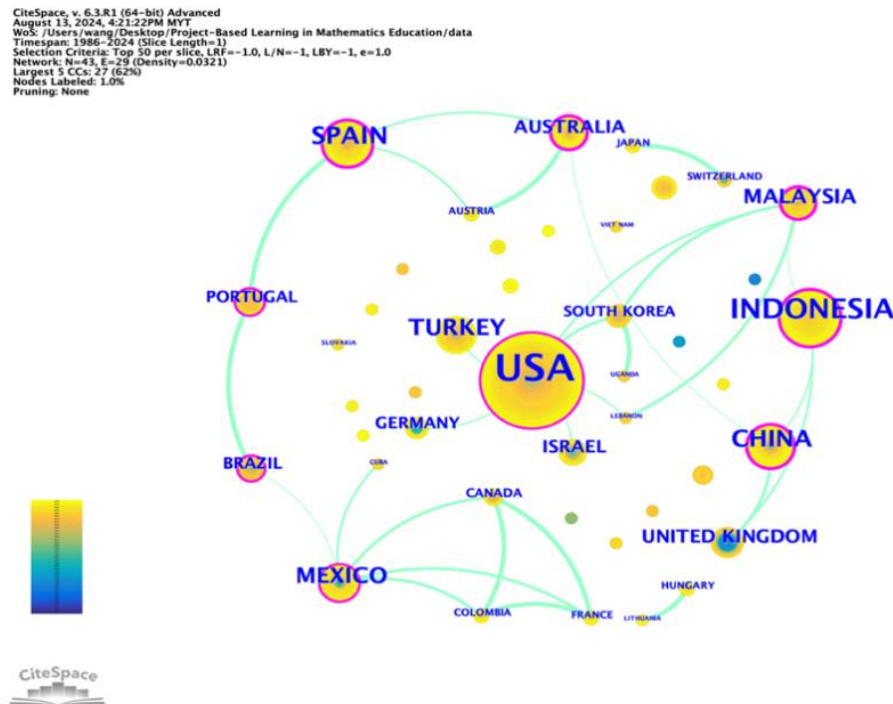 CiteSpace, v. 6.3.R1 (64-bit) Advanced
August 13, 2024, 4:21:22PM MYT
WoS: /Users/wang/Desktop/Project-Based Learning in Mathematics Education/data
Timespan: 1986-2024 (Slice Length=1)
Selection Criteria: Top 50 per slice, LRF=-1.0, L/N=-1, LBY=-1, e=1.0
Network: N=43, E=29 (Density=0.0321)
Largest 5 CCs: 27 (62%)
Nodes Labeled: 1.0%
Pruning: None
SPAIN
AUSTRALIA
JAPAN
SWITZERLAND
MALAYSIA
AUSTRIA
VIET NAM
PORTUGAL
INDONESIA
SOUTH KOREA
TURKEY
SLOVAKIA
USA
UGANDA
LEBANON
GERMANY
CHINA
ISRAEL
BRAZIL
CUBA
CANADA
UNITED KINGDOM
MEXICO
HUNGARY
COLOMBIA
FRANCE
LITHUANIA
CiteSpace